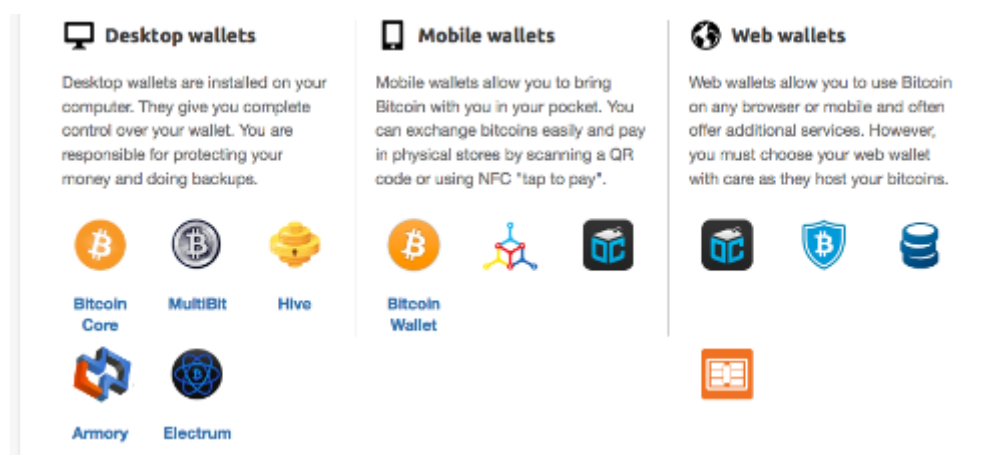 Desktop wallets
Desktop wallets are installed on your
computer. They give you complete
control over your wallet. You are
responsible for protecting your
money and doing backups.
Bitcoin
Core
MultiBit
Hive
Armory
Electrum
Mobile wallets
Mobile wallets allow you to bring
Bitcoin with you in your pocket. You
can exchange bitcoins easily and pay
in physical stores by scanning a QR
code or using NFC "tap to pay".
Bitcoin
Wallet
Web wallets
Web wallets allow you to use Bitcoin
on any browser or mobile and often
offer additional services. However,
you must choose your web wallet
with care as they host your bitcoins.